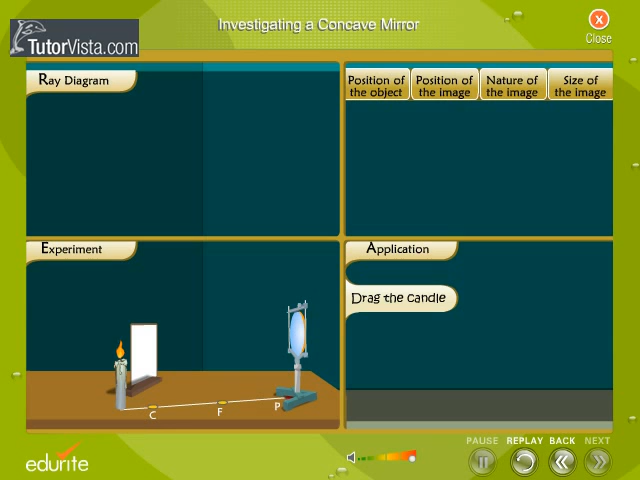 Investigating a Concave Mirror
X
Close
TutorVista.com
Ray Diagram
Position of
the object
Position of
the image
Nature of
the image
Size of
the image
Experiment
C
F
P
Application
Drag the candle
edurite
PAUSE REPLAY BACK NEXT